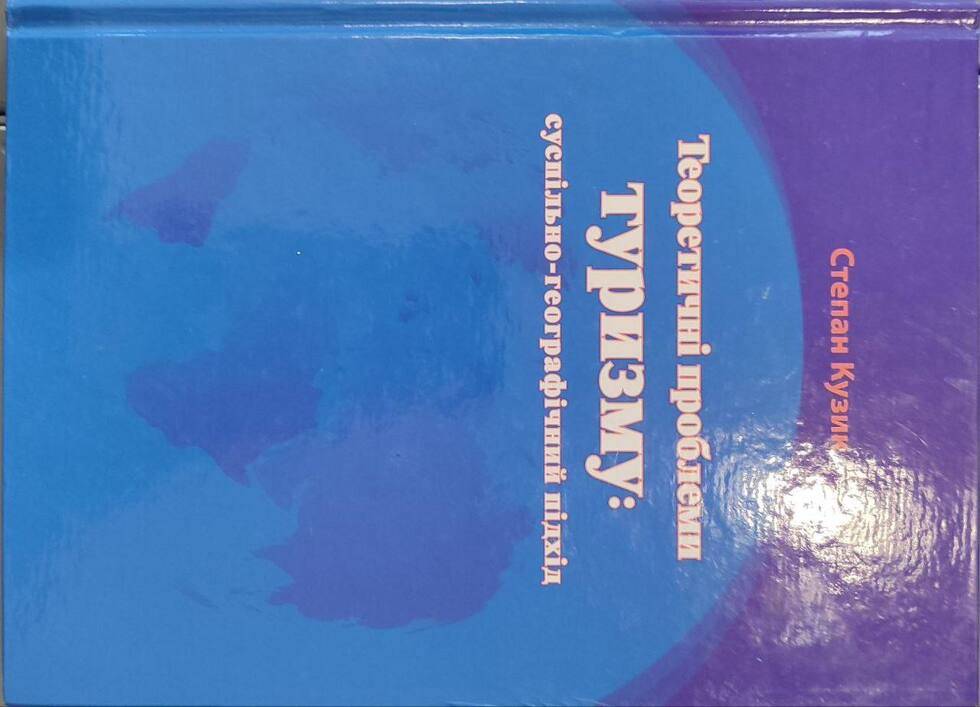 Степан Кузик
Теоретичні проблеми
туризму:
суспільно-географічний підхід